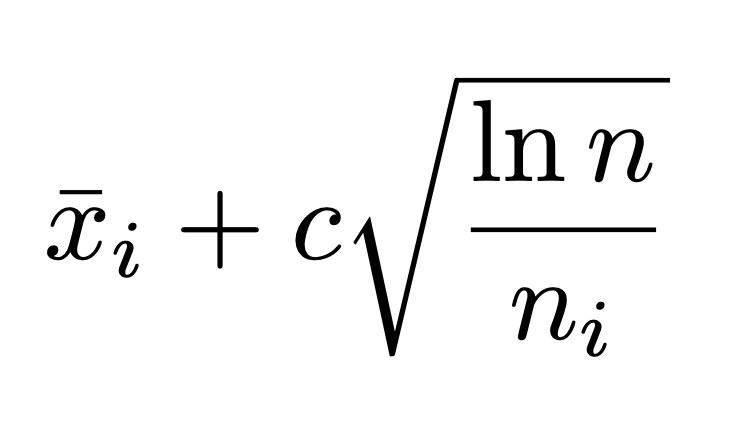 x̄ᵢ + c√(ln n / nᵢ)